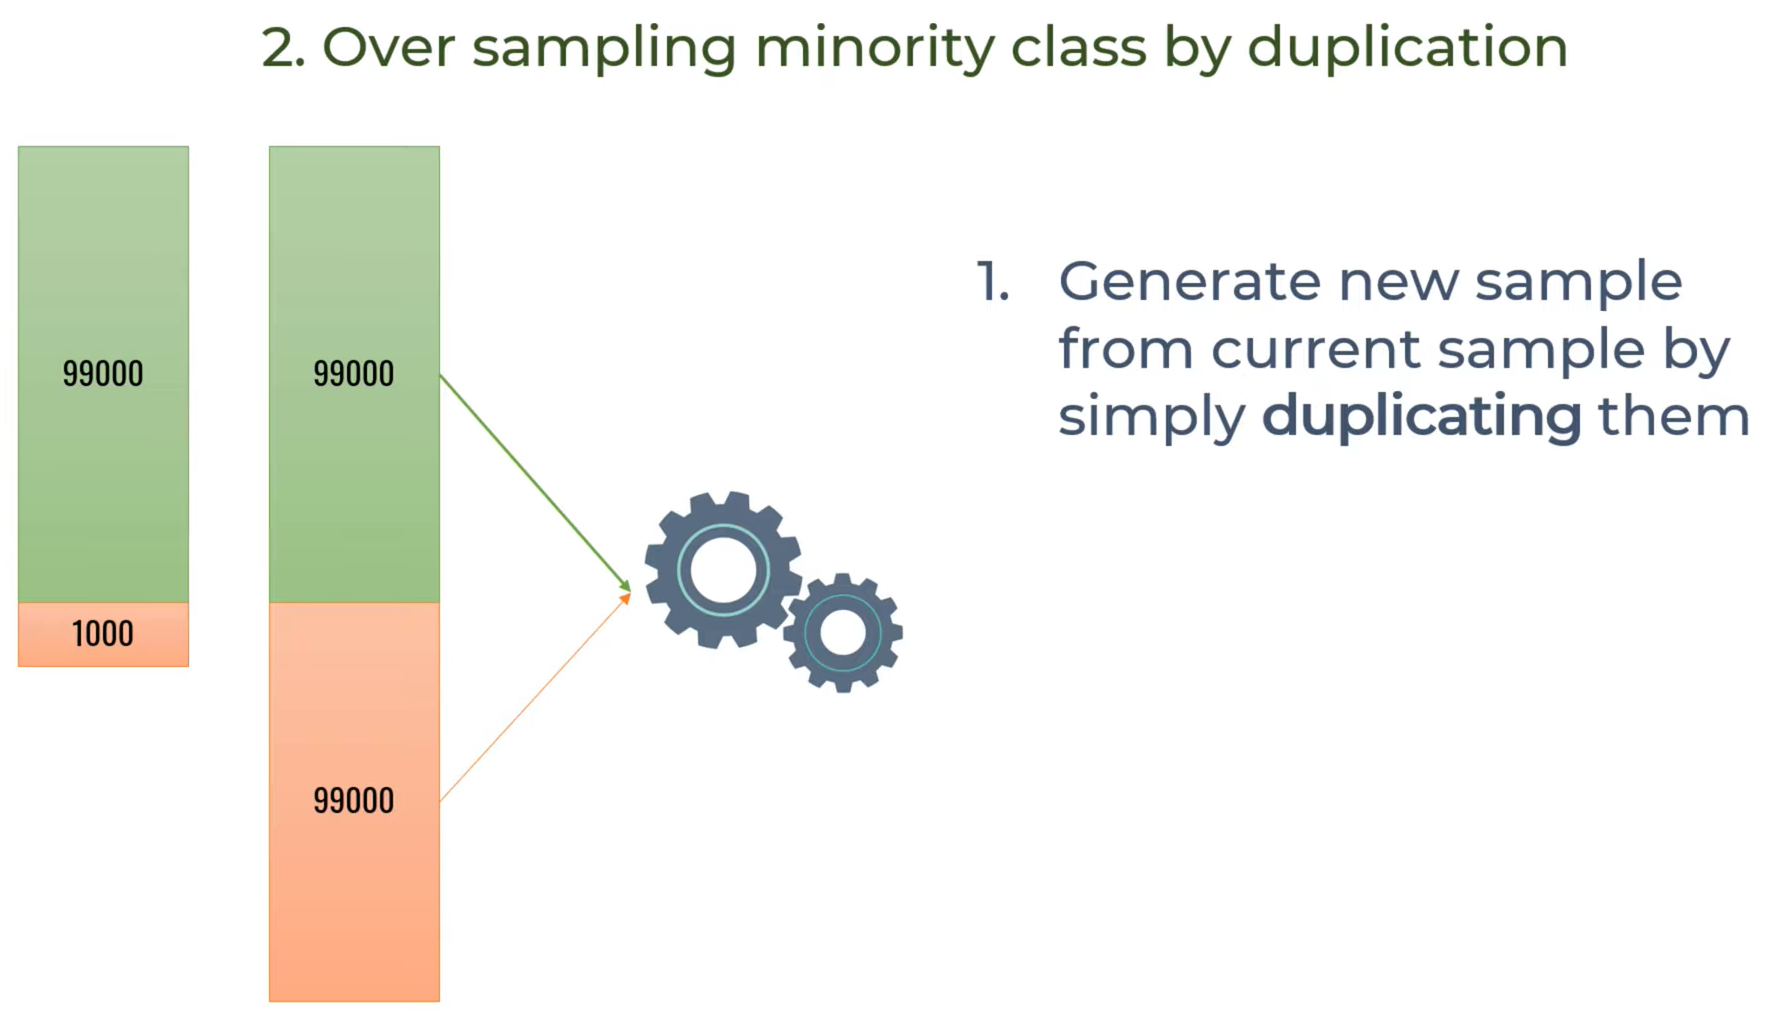 2. Over sampling minority class by duplication
99000
99000
1000
99000
1. Generate new sample
from current sample by
simply duplicating them